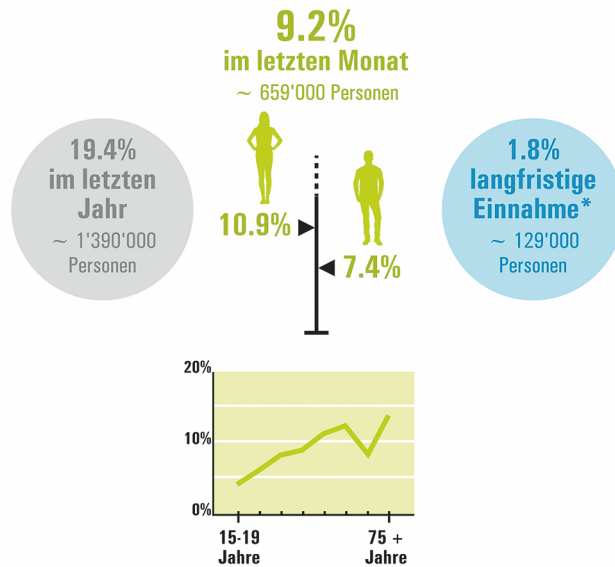 9.2%
im letzten Monat
~ 659'000 Personen
19.4%
im letzten
Jahr
~ 1'390'000
Personen
10.9%
7.4%
1.8%
langfristige
Einnahme*
~ 129'000
Personen
20%
10%
0%
15-19
Jahre
75 +
Jahre